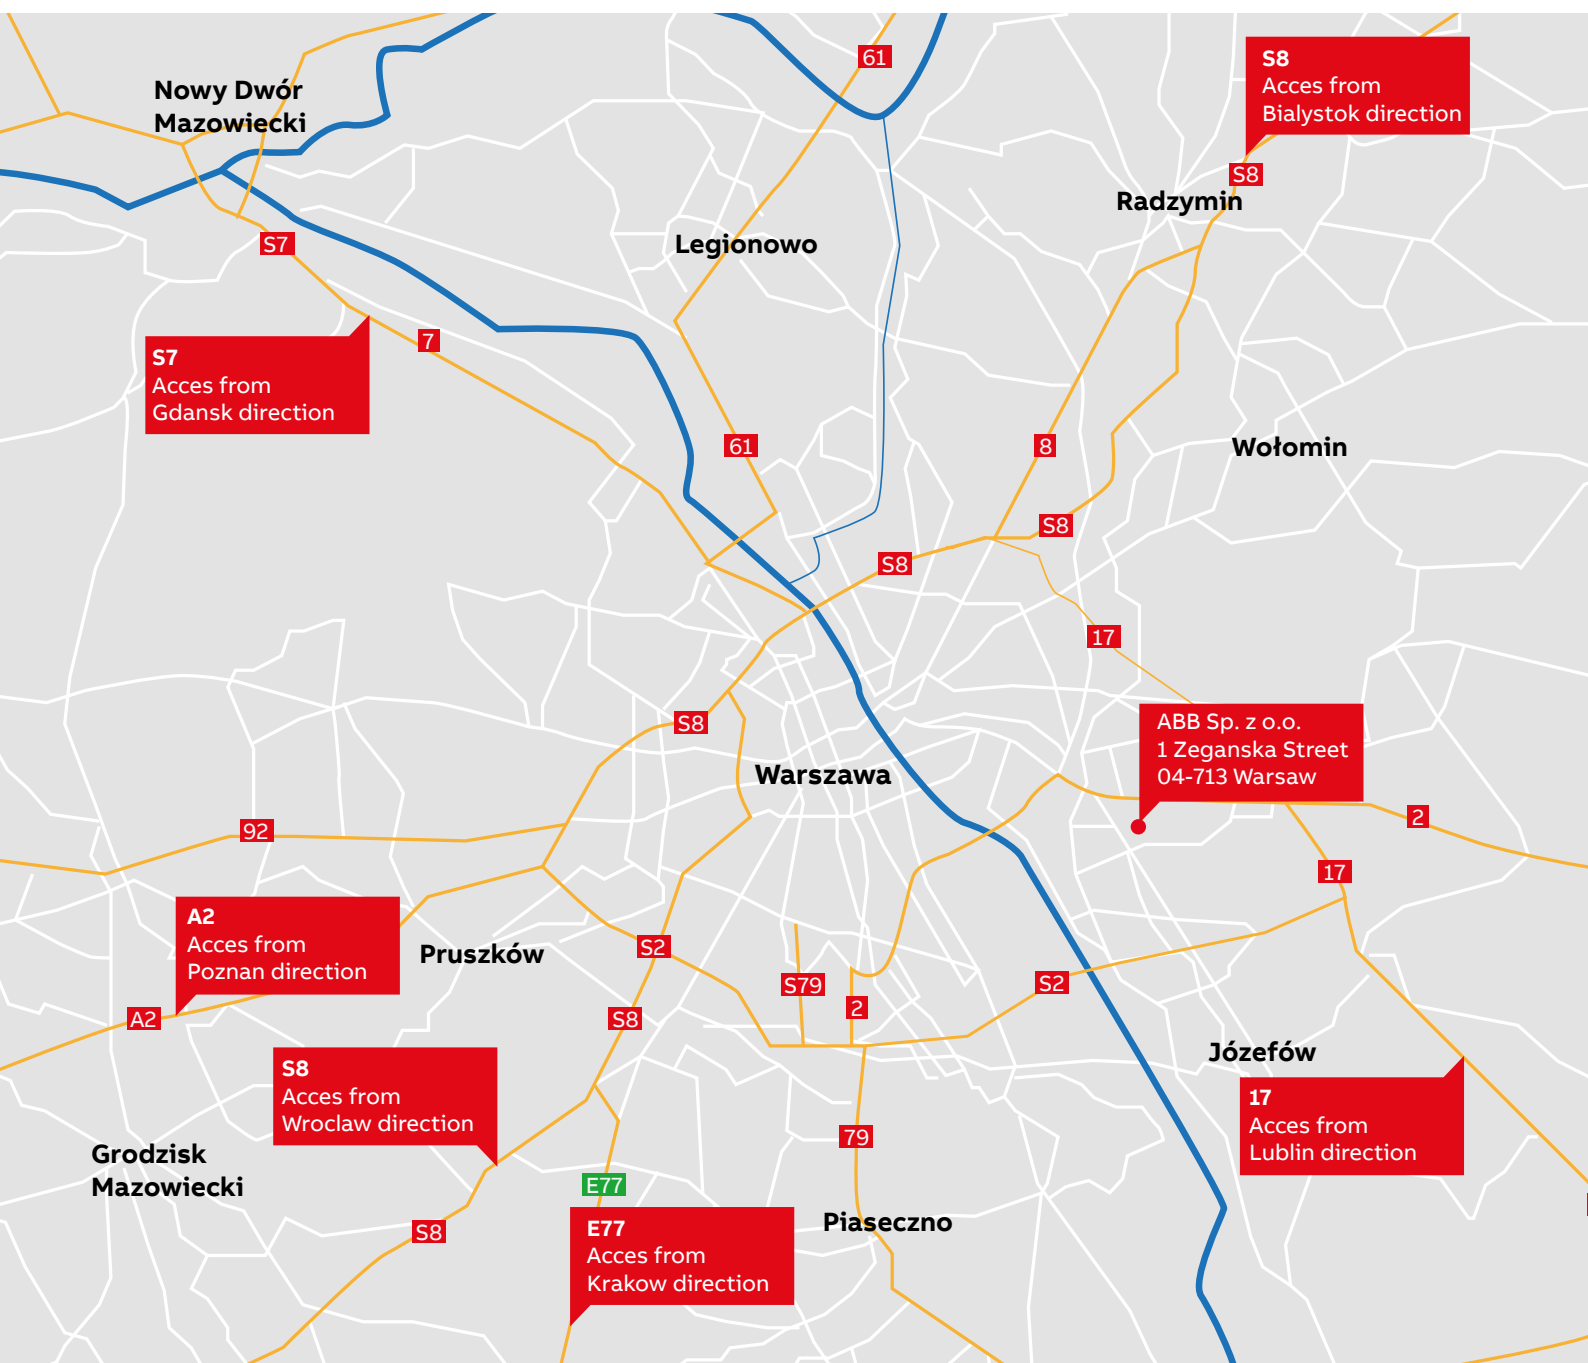 61
S8
Acces from
Bialystok direction
Nowy Dwór
Mazowiecki
S8
Radzymin
S7
Legionowo
S7
Acces from
Gdansk direction
7
61
8
Wołomin
S8
S8
17
S8
ABB Sp. z o.o.
1 Zeganska Street
04-713 Warsaw
Warszawa
92
2
17
A2
Acces from
Poznan direction
Pruszków
S2
S79
2
S2
A2
S8
Józefów
S8
Acces from
Wroclaw direction
17
Acces from
Lublin direction
79
Grodzisk
Mazowiecki
E77
S8
E77
Acces from
Krakow direction
Piaseczno